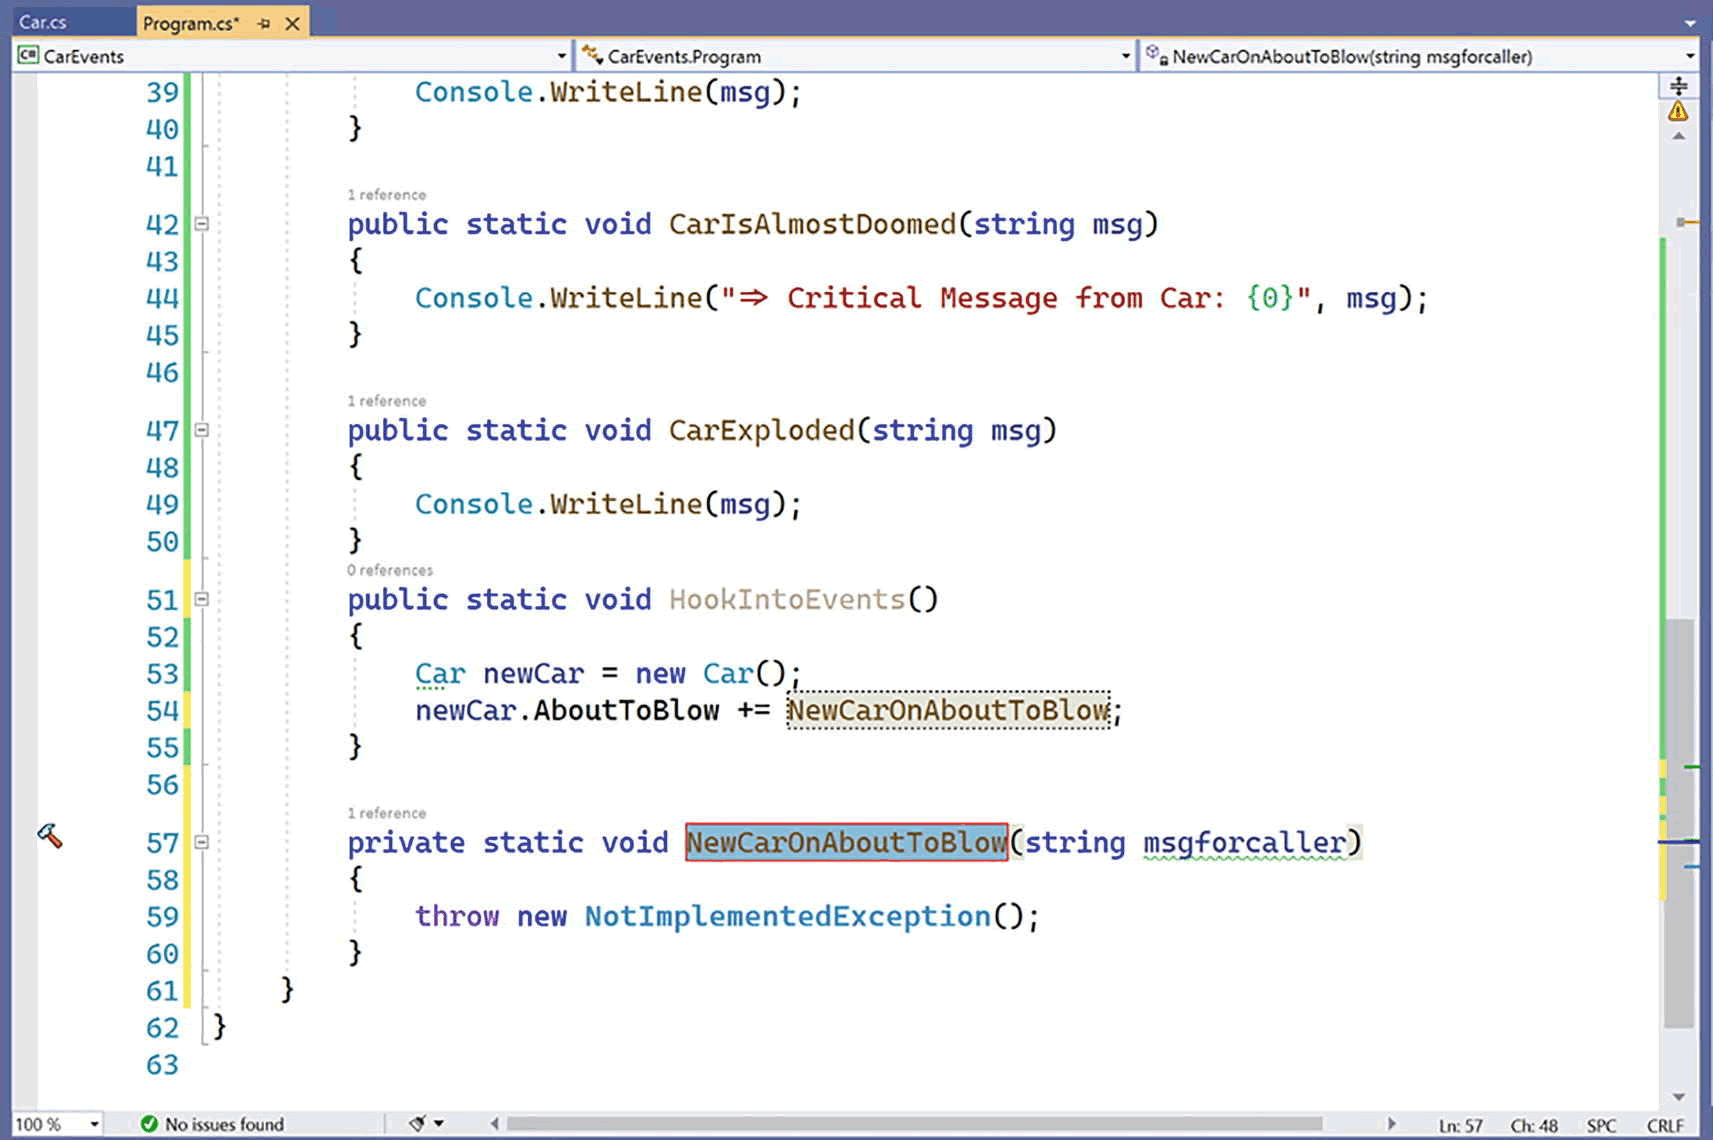 Car.cs Program.cs*
CarEvents CarEvents.Program NewCarOnAboutToBlow(string msgforcaller)
39 Console.WriteLine(msg);
40 }
41
1 reference
42 public static void CarIsAlmostDoomed(string msg)
43 {
44 Console.WriteLine("=> Critical Message from Car: {0}", msg);
45 }
46
1 reference
47 public static void CarExploded(string msg)
48 {
49 Console.WriteLine(msg);
50 }
0 references
51 public static void HookIntoEvents()
52 {
53 Car newCar = new Car();
54 newCar.AboutToBlow += NewCarOnAboutToBlow;
55 }
56
1 reference
57 private static void NewCarOnAboutToBlow(string msgforcaller)
58 {
59 throw new NotImplementedException();
60 }
61 }
62 }
63
100 % No issues found Ln: 57 Ch: 48 SPC CRLF